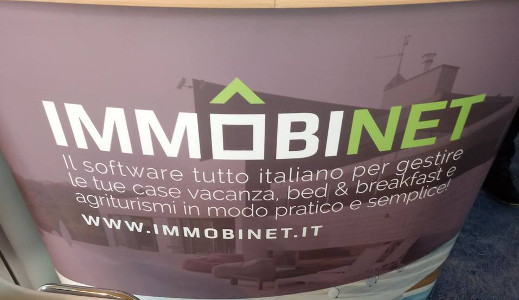 IMMOBINET
Il software tutto italiano per gestire
le tue case vacanza, bed & breakfast e
agriturismi in modo pratico e semplice!
WWW.IMMOBINET.IT